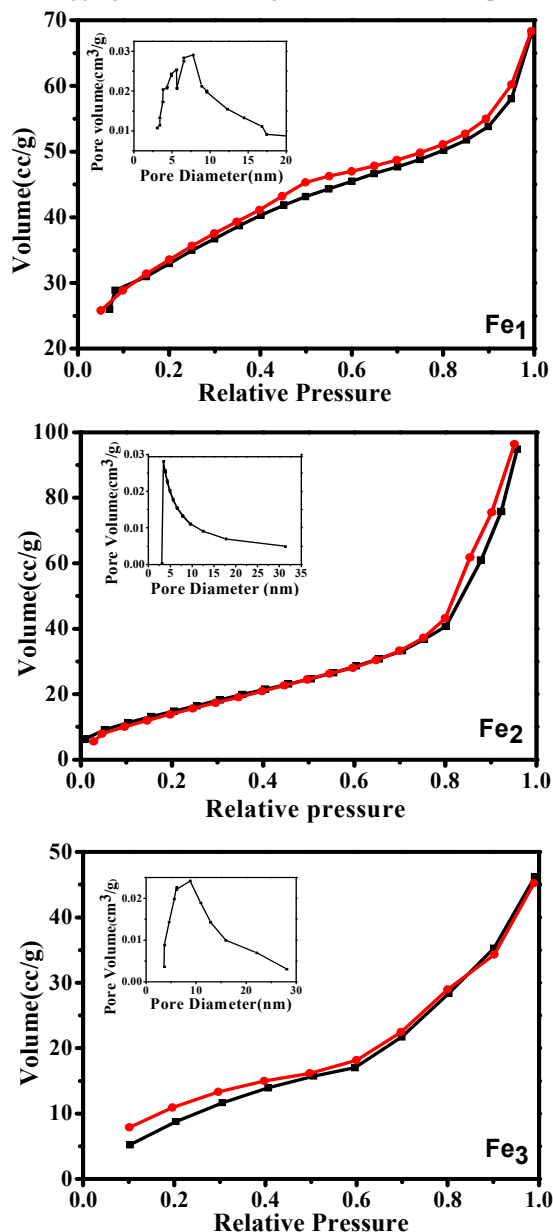 70
60
50
40
30
20
Volume(cc/g)
0.03
0.02
0.01
Pore volume(cm3/g)
0 5 10 15 20
Pore Diameter(nm)
Fe1
0.0 0.2 0.4 0.6 0.8 1.0
Relative Pressure
100
80
60
40
20
0
Volume(cc/g)
0.03
0.02
0.01
0.00
Pore Volume(cm3/g)
0 5 10 15 20 25 30 35
Pore Diameter (nm)
Fe2
0.0 0.2 0.4 0.6 0.8 1.0
Relative pressure
50
40
30
20
10
0
Volume(cc/g)
0.02
0.01
0.00
Pore Volume(cm3/g)
0 10 20 30
Pore Diameter(nm)
Fe3
0.0 0.2 0.4 0.6 0.8 1.0
Relative Pressure